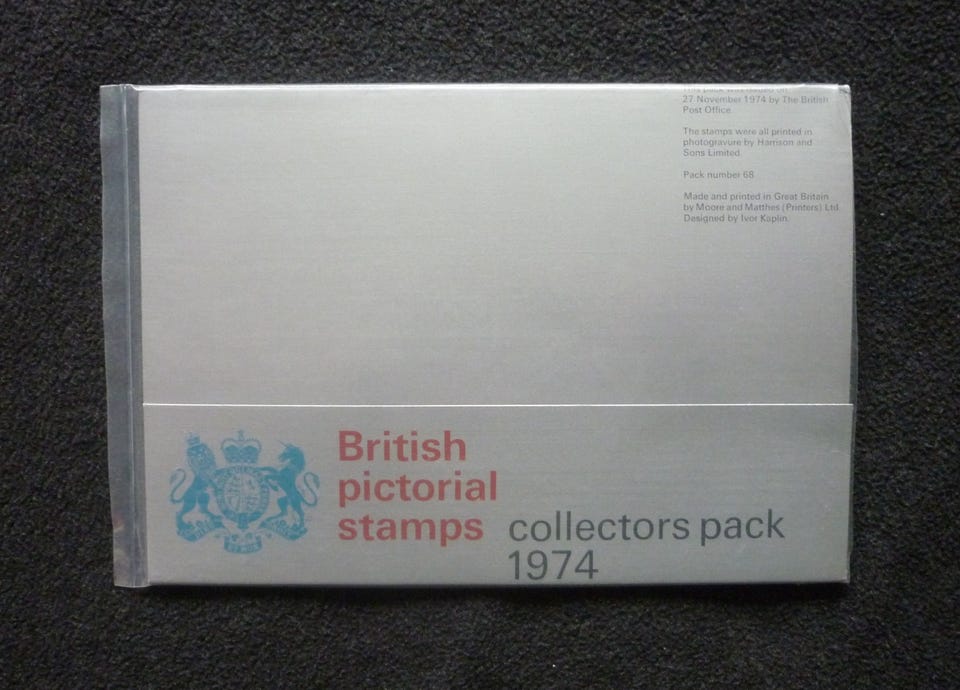 This pack was issued on
27 November 1974 by The British
Post Office.
The stamps were all printed in
photogravure by Harrison and
Sons Limited.
Pack number 68
Made and printed in Great Britain
by Moore and Matthes (Printers) Ltd.
Designed by Ivor Kaplin.
British
pictorial
stamps
collectors pack
1974